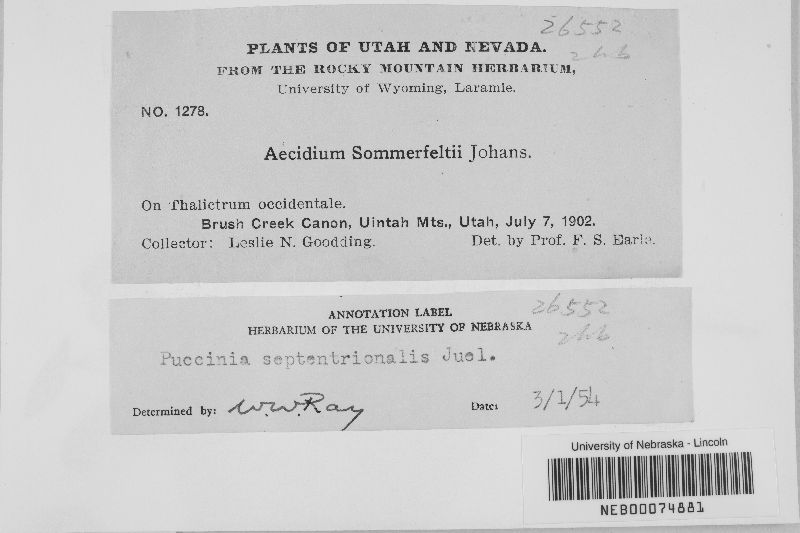 26552
PLANTS OF UTAH AND NEVADA.
FROM THE ROCKY MOUNTAIN HERBARIUM,
University of Wyoming, Laramie.
NO. 1278.
Aecidium Sommerfeltii Johans.
On Thalictrum occidentale.
Brush Creek Canon, Uintah Mts., Utah, July 7, 1902.
Collector: Leslie N. Goodding. Det. by Prof. F. S. Earle.
26552
ANNOTATION LABEL
HERBARIUM OF THE UNIVERSITY OF NEBRASKA
Puccinia septentrionalis Juel.
Determined by: W.W.Ray Date: 3/1/54
University of Nebraska - Lincoln
NEB00074881